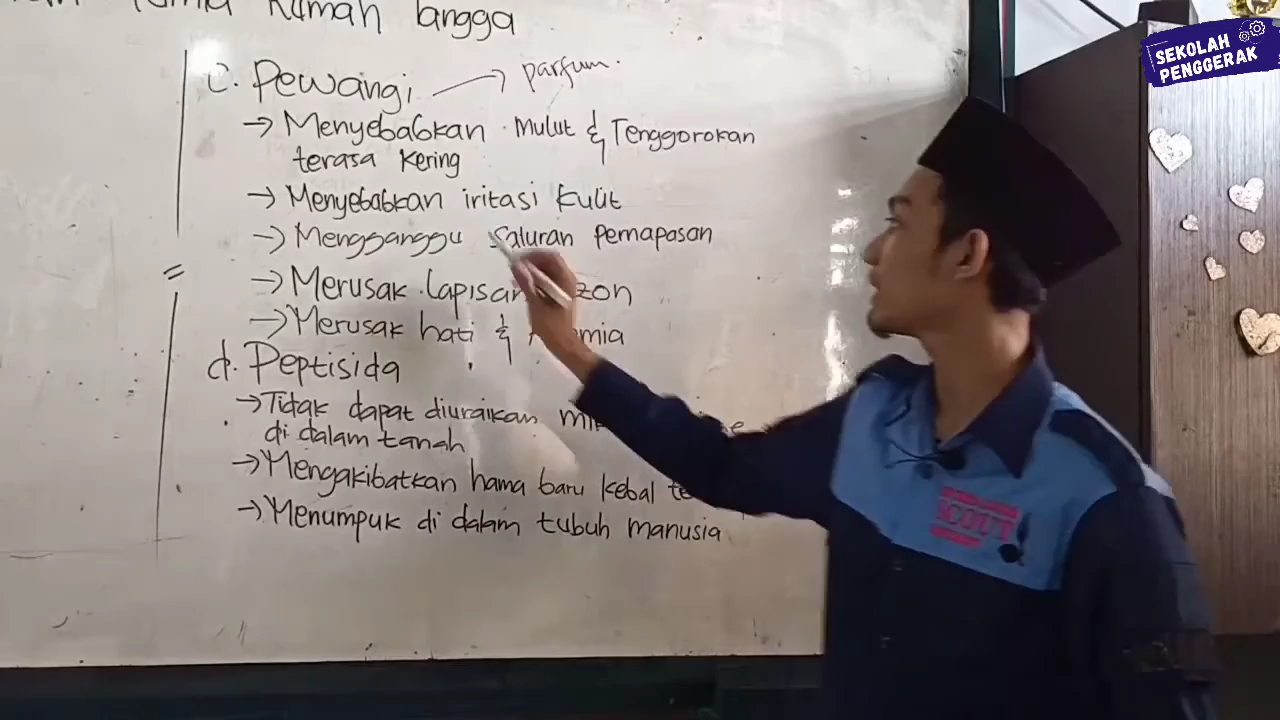 Rumah Tangga
c. Pewangi → parfum.
→ Menyebabkan Mulut & Tenggorokan
terasa Kering
→ Menyebabkan iritasi kulit
→ Mengganggu Saluran Pernapasan
→ Merusak lapisan
→ Merusak hati &
d. Peptisida
→ Tidak dapat diuraikan
di dalam tanah
→ Mengakibatkan hama baru kebal
→ Menumpuk di dalam tubuh manusia
SEKOLAH
PENGGERAK
SCOUT